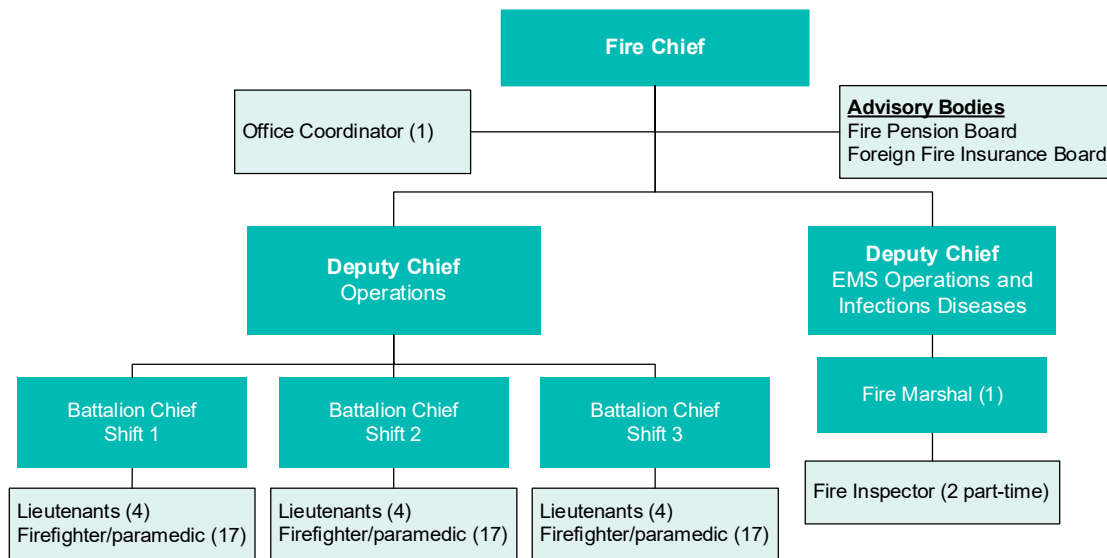 Fire Chief
Office Coordinator (1)
Advisory Bodies
Fire Pension Board
Foreign Fire Insurance Board
Deputy Chief
Operations
Deputy Chief
EMS Operations and
Infections Diseases
Battalion Chief
Shift 1
Battalion Chief
Shift 2
Battalion Chief
Shift 3
Fire Marshal (1)
Lieutenants (4)
Firefighter/paramedic (17)
Lieutenants (4)
Firefighter/paramedic (17)
Lieutenants (4)
Firefighter/paramedic (17)
Fire Inspector (2 part-time)